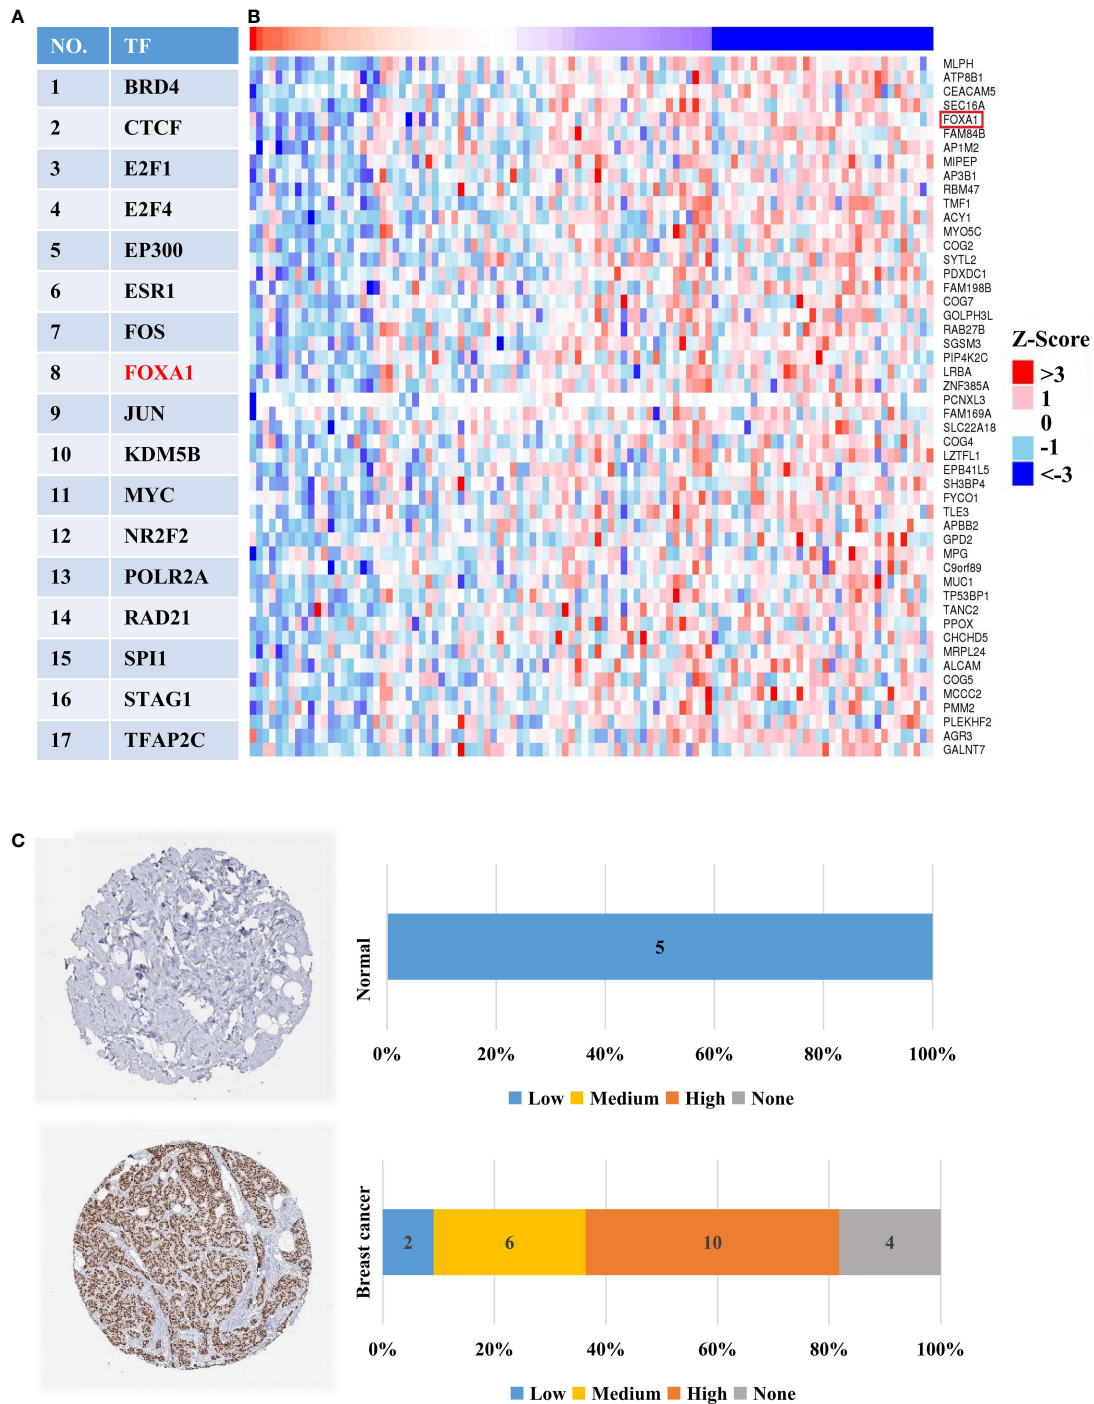 A
NO. TF
1 BRD4
2 CTCF
3 E2F1
4 E2F4
5 EP300
6 ESR1
7 FOS
8 FOXA1
9 JUN
10 KDM5B
11 MYC
12 NR2F2
13 POLR2A
14 RAD21
15 SPI1
16 STAG1
17 TFAP2C
B
MLPH
ATP8B1
CEACAM5
SEC16A
FOXA1
FAM84B
AP1M2
MIPEP
AP3B1
RBM47
TMF1
ACY1
MYO5C
COG2
SYTL2
PDXDC1
FAM198B
COG7
GOLPH3L
RAB27B
SGSM3
PIP4K2C
LRBA
ZNF385A
PCNXL3
FAM169A
SLC22A18
COG4
LZTFL1
EPB41L5
SH3BP4
FYCO1
TLE3
APBB2
GPD2
MPG
C9orf89
MUC1
TP53BP1
TANC2
PPOX
CHCHD5
MRPL24
ALCAM
COG5
MCCC2
PMM2
PLEKHF2
AGR3
GALNT7
Z-Score
>3
1
0
-1
<-3
C
Normal
5
0% 20% 40% 60% 80% 100%
Low Medium High None
Breast cancer
2 6 10 4
0% 20% 40% 60% 80% 100%
Low Medium High None